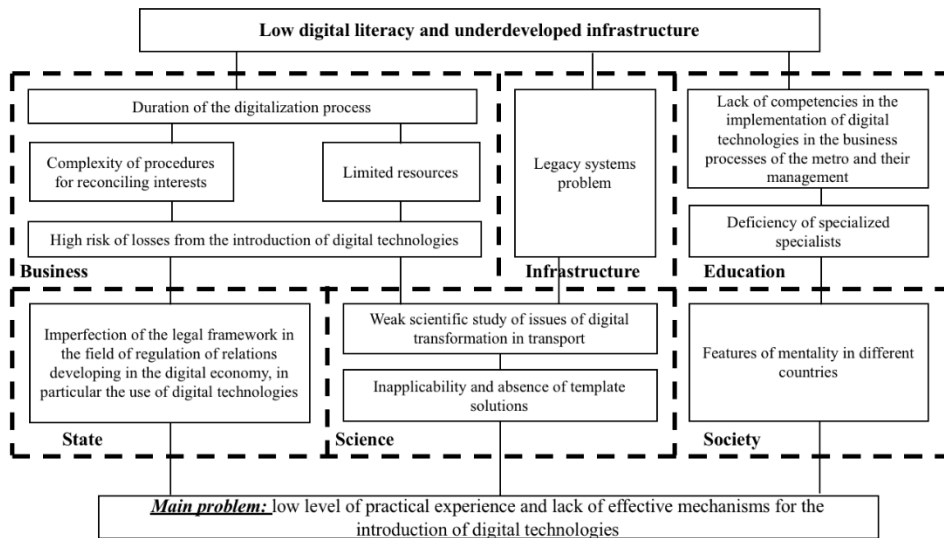 Low digital literacy and underdeveloped infrastructure
Duration of the digitalization process
Complexity of procedures
for reconciling interests
Limited resources
High risk of losses from the introduction of digital technologies
Business
Legacy systems
problem
Infrastructure
Lack of competencies in the
implementation of digital
technologies in the business
processes of the metro and their
management
Deficiency of specialized
specialists
Education
Imperfection of the legal framework in
the field of regulation of relations
developing in the digital economy, in
particular the use of digital technologies
State
Weak scientific study of issues of digital
transformation in transport
Inapplicability and absence of template
solutions
Science
Features of mentality in different
countries
Society
Main problem: low level of practical experience and lack of effective mechanisms for the
introduction of digital technologies